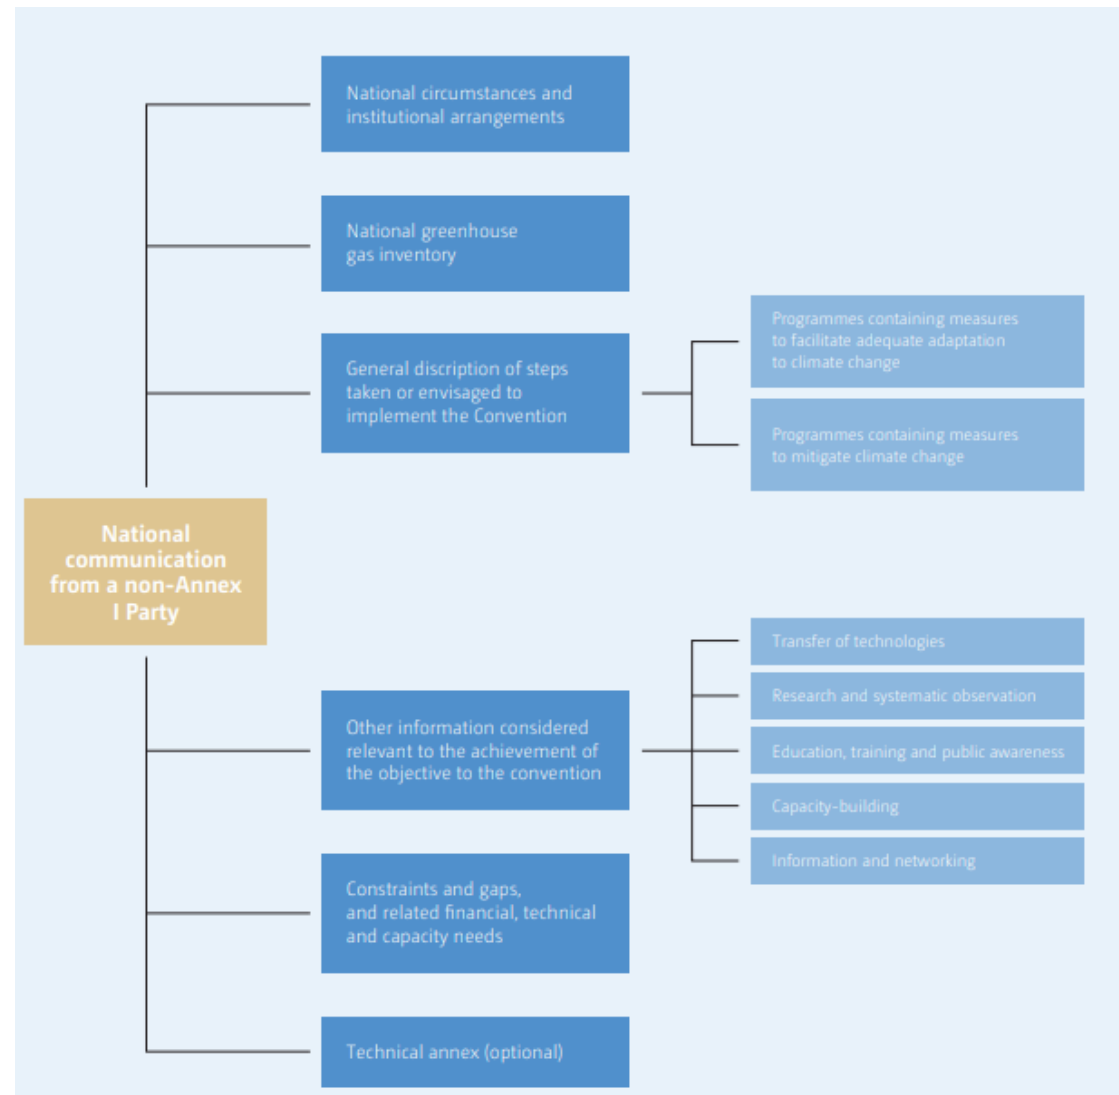 National circumstances and
institutional arrangements
National greenhouse
gas inventory
General discription of steps
taken or envisaged to
implement the Convention
Programmes containing measures
to facilitate adequate adaptation
to climate change
Programmes containing measures
to mitigate climate change
National
communication
from a non-Annex
I Party
Other information considered
relevant to the achievement of
the objective to the convention
Transfer of technologies
Research and systematic observation
Education, training and public awareness
Capacity-building
Information and networking
Constraints and gaps,
and related financial, technical
and capacity needs
Technical annex (optional)